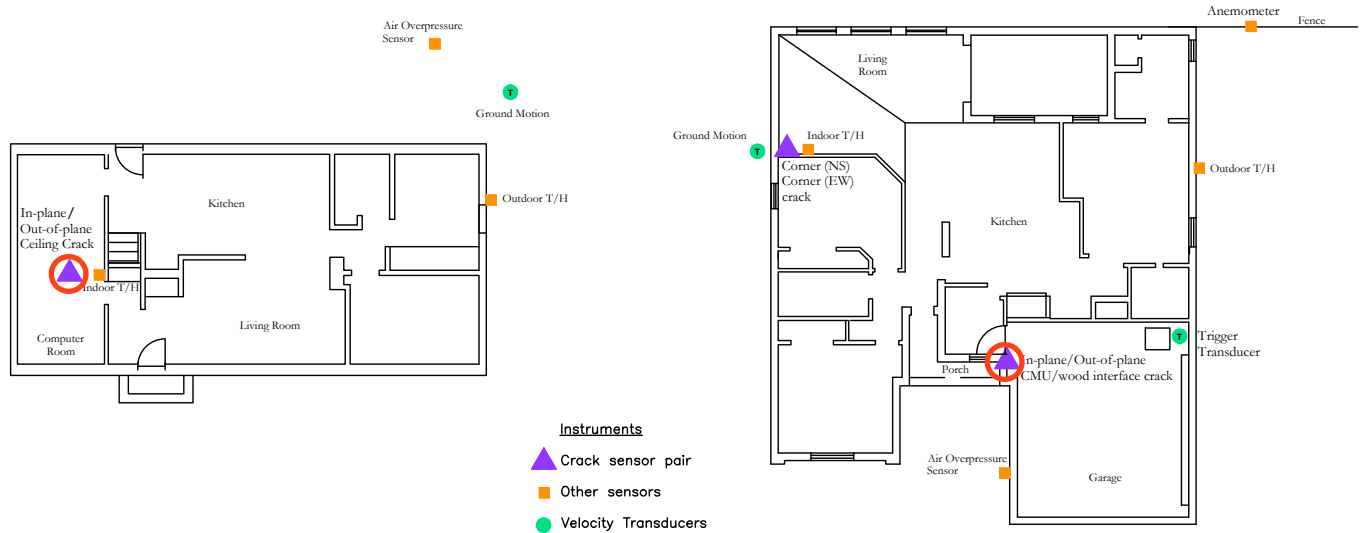 Air Overpressure
Sensor
T
Ground Motion
Kitchen
Outdoor T/H
In-plane/
Out-of-plane
Ceiling Crack
Indoor T/H
Living Room
Computer
Room
Instruments
Crack sensor pair
Other sensors
Velocity Transducers
Anemometer
Fence
Living
Room
Ground Motion
T
Indoor T/H
Corner (NS)
Corner (EW)
crack
Outdoor T/H
Kitchen
T
Trigger
Transducer
In-plane/Out-of-plane
CMU/wood interface crack
Porch
Air Overpressure
Sensor
Garage